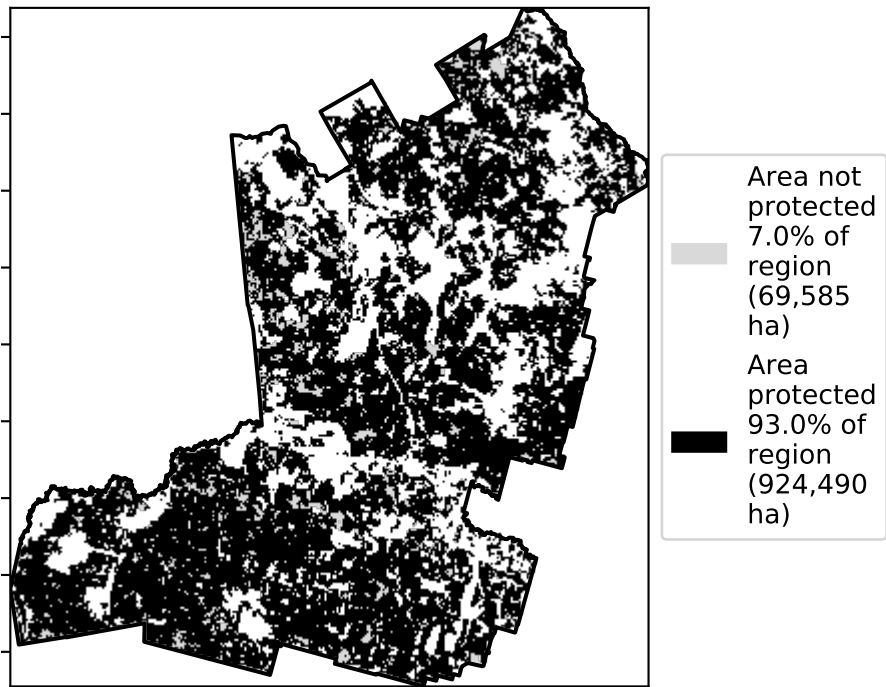 Area not
protected
7.0% of
region
(69,585
ha)
Area
protected
93.0% of
region
(924,490
ha)